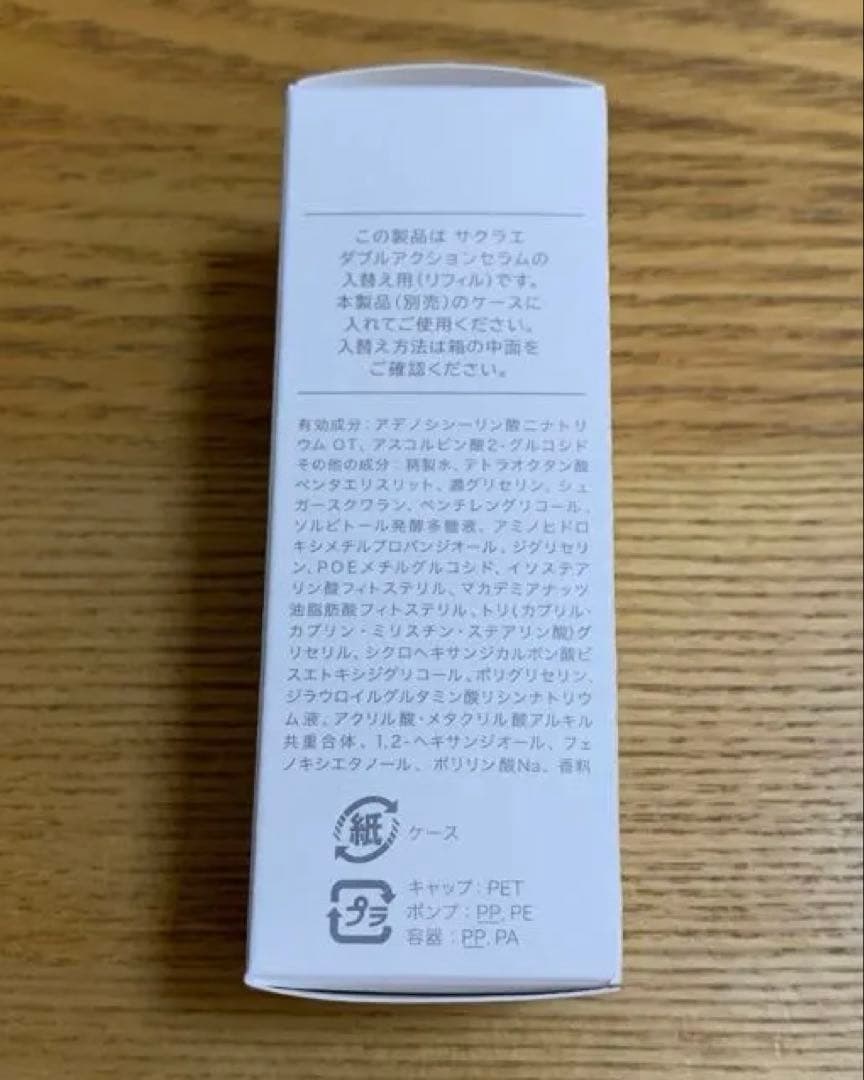 この製品は サクラエ
ダブルアクションセラムの
入替え用(リフィル)です。
本製品(別売)のケースに
入れてご使用ください。
入替え方法は箱の中面を
ご確認ください。
有効成分:アデノシン一リン酸二ナトリ
ウム OT、アスコルビン酸2-グルコシド
その他の成分:精製水、テトラオクタン酸
ペンタエリスリット、濃グリセリン、シュ
ガースクワラン、ペンチレングリコール、
ソルビトール発酵多糖液、アミノヒドロ
キシメチルプロパンジオール、ジグリセリ
ン、P.O.Eメチルグルコシド、イソステア
リン酸フィトステリル、マカデミアナッツ
油脂肪酸フィトステリル、トリ(カプリル・
カプリン・ミリスチン・ステアリン酸)グ
リセリル、シクロヘキサンジカルボン酸ビ
スエトキシジグリコール、ポリグリセリン、
ジラウロイルグルタミン酸リシンナトリウ
ム液、アクリル酸・メタクリル酸アルキル
共重合体、1,2-ヘキサンジオール、フェ
ノキシエタノール、ポリリン酸Na、香料
紙 ケース
プラ
キャップ:PET
ポンプ:PP, PE
容器:PP, PA